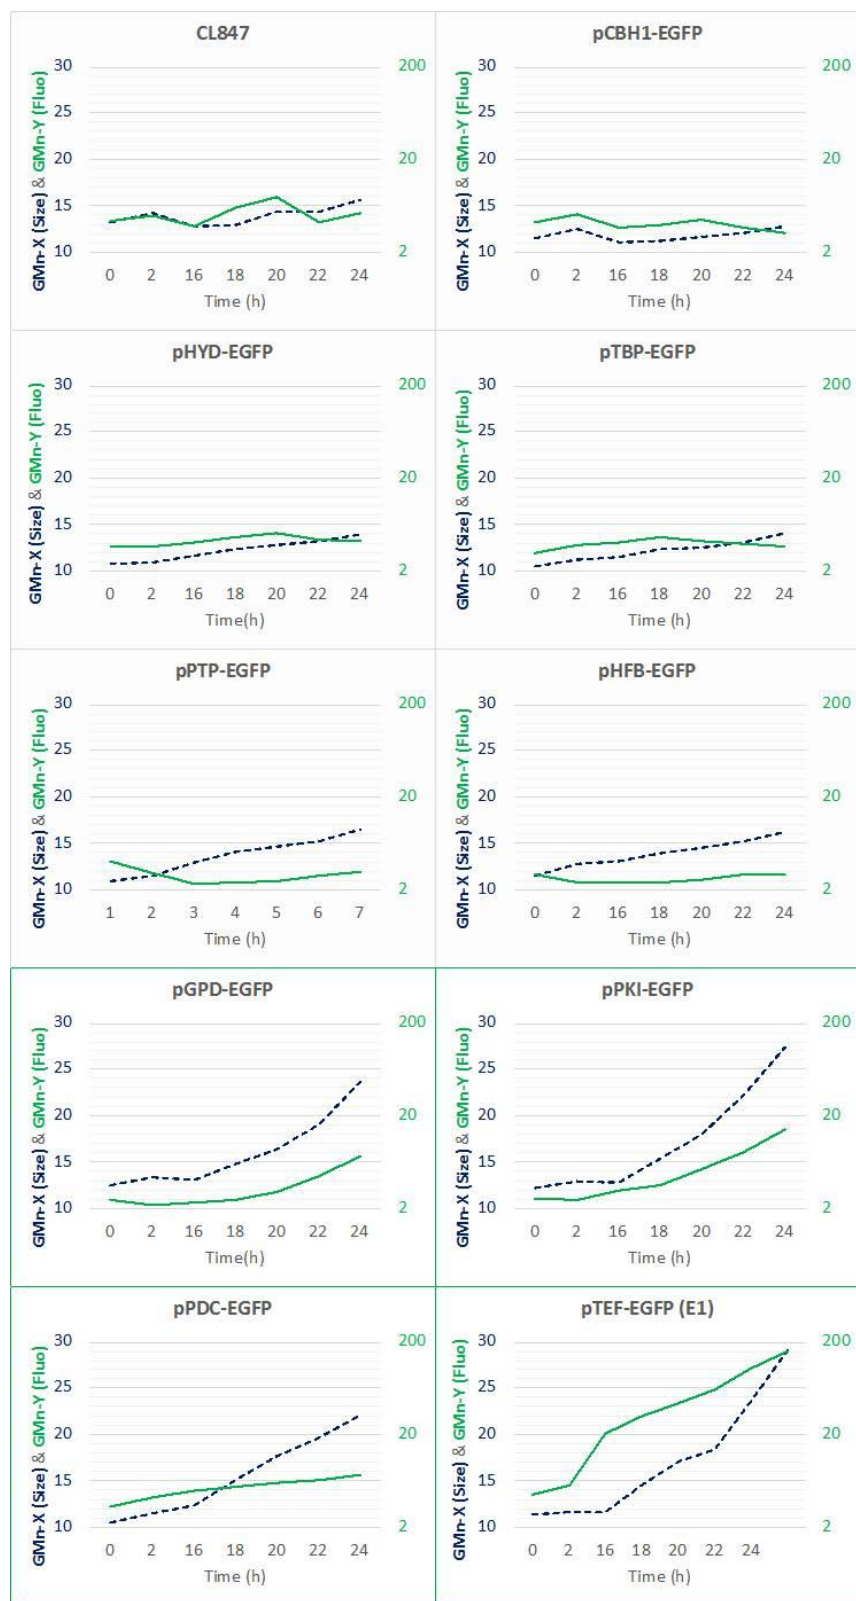 CL847
GMn-X (Size) & GMn-Y (Fluo)
30
25
20
15
10
200
20
2
0 2 16 18 20 22 24
Time (h)
pCBH1-EGFP
GMn-X (Size) & GMn-Y (Fluo)
30
25
20
15
10
200
20
2
0 2 16 18 20 22 24
Time (h)
pHYD-EGFP
GMn-X (Size) & GMn-Y (Fluo)
30
25
20
15
10
200
20
2
0 2 16 18 20 22 24
Time(h)
pTBP-EGFP
GMn-X (Size) & GMn-Y (Fluo)
30
25
20
15
10
200
20
2
0 2 16 18 20 22 24
Time (h)
pPTP-EGFP
GMn-X (Size) & GMn-Y (Fluo)
30
25
20
15
10
200
20
2
1 2 3 4 5 6 7
Time (h)
pHFB-EGFP
GMn-X (Size) & GMn-Y (Fluo)
30
25
20
15
10
200
20
2
0 2 16 18 20 22 24
Time (h)
pGPD-EGFP
GMn-X (Size) & GMn-Y (Fluo)
30
25
20
15
10
200
20
2
0 2 16 18 20 22 24
Time(h)
pPKI-EGFP
GMn-X (Size) & GMn-Y (Fluo)
30
25
20
15
10
200
20
2
0 2 16 18 20 22 24
Time (h)
pPDC-EGFP
GMn-X (Size) & GMn-Y (Fluo)
30
25
20
15
10
200
20
2
0 2 16 18 20 22 24
Time (h)
pTEF-EGFP (E1)
GMn-X (Size) & GMn-Y (Fluo)
30
25
20
15
10
200
20
2
0 2 16 18 20 22 24
Time (h)